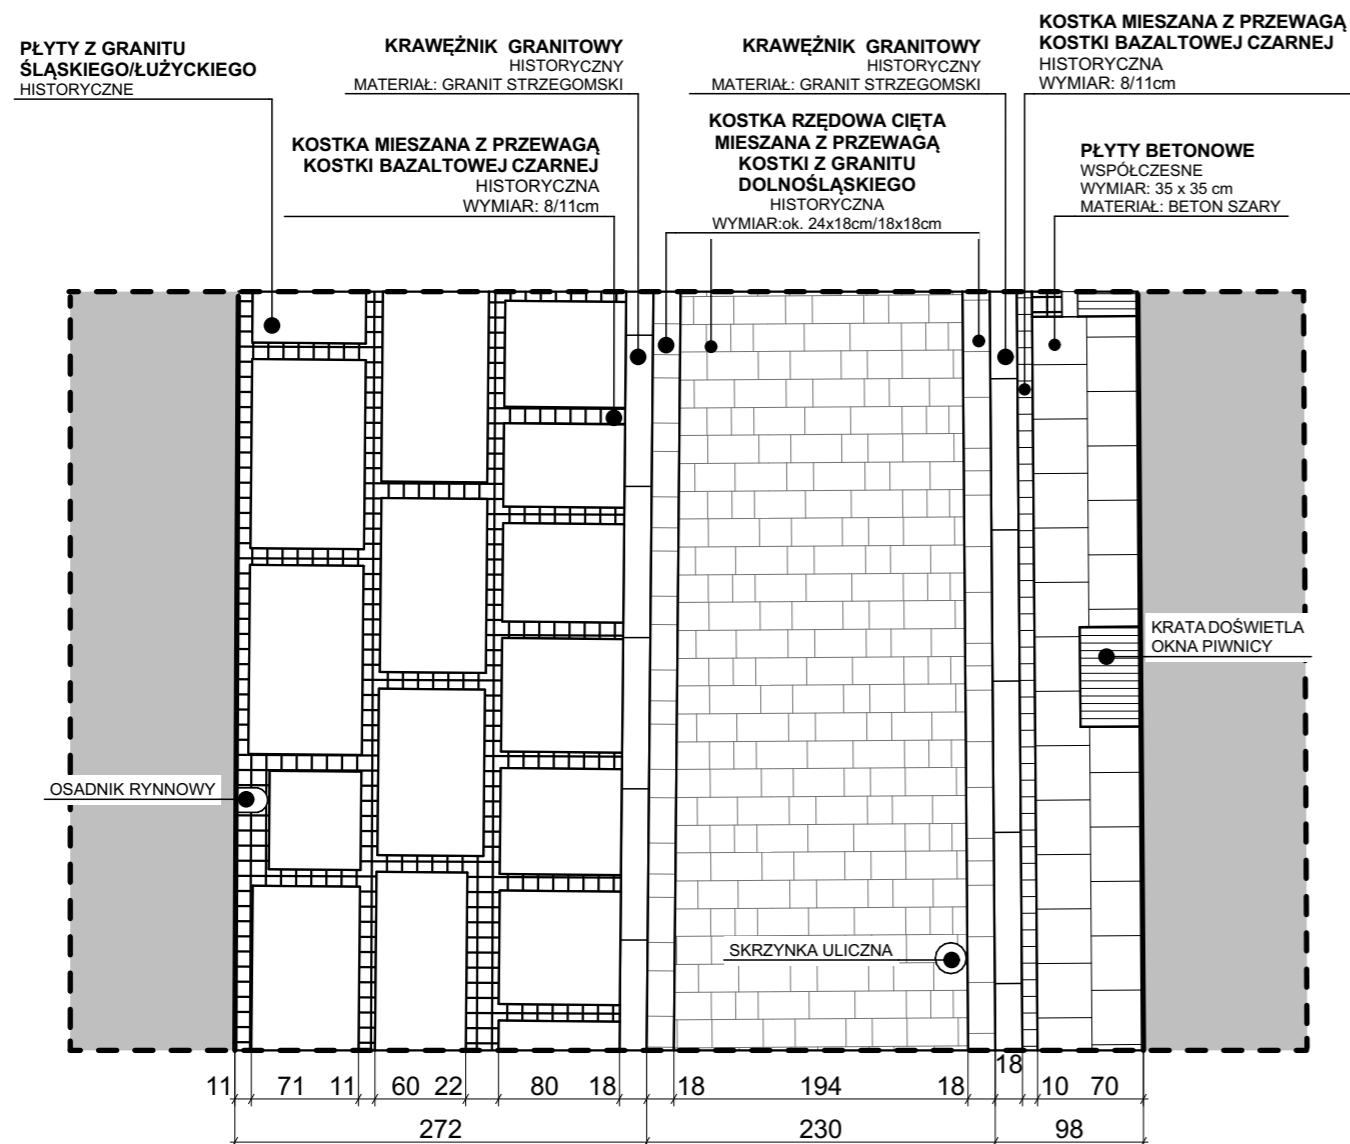 PŁYTY Z GRANITU
ŚLĄSKIEGO/ŁUŻYCKIEGO
HISTORYCZNE
KRAWĘŻNIK GRANITOWY
HISTORYCZNY
MATERIAŁ: GRANIT STRZEGOMSKI
KOSTKA MIESZANA Z PRZEWAGĄ
KOSTKI BAZALTOWEJ CZARNEJ
HISTORYCZNA
WYMIAR: 8/11cm
KRAWĘŻNIK GRANITOWY
HISTORYCZNY
MATERIAŁ: GRANIT STRZEGOMSKI
KOSTKA RZĘDOWA CIĘTA
MIESZANA Z PRZEWAGĄ
KOSTKI Z GRANITU
DOLNOŚLĄSKIEGO
HISTORYCZNA
WYMIAR:ok. 24x18cm/18x18cm
KOSTKA MIESZANA Z PRZEWAGĄ
KOSTKI BAZALTOWEJ CZARNEJ
HISTORYCZNA
WYMIAR: 8/11cm
PŁYTY BETONOWE
WSPÓŁCZESNE
WYMIAR: 35 x 35 cm
MATERIAŁ: BETON SZARY
KRATA DOŚWIETLA
OKNA PIWNICY
OSADNIK RYNNOWY
SKRZYNKA ULICZNA
11 71 11 60 22 80 18 18 194 18 18 10 70
272 230 98